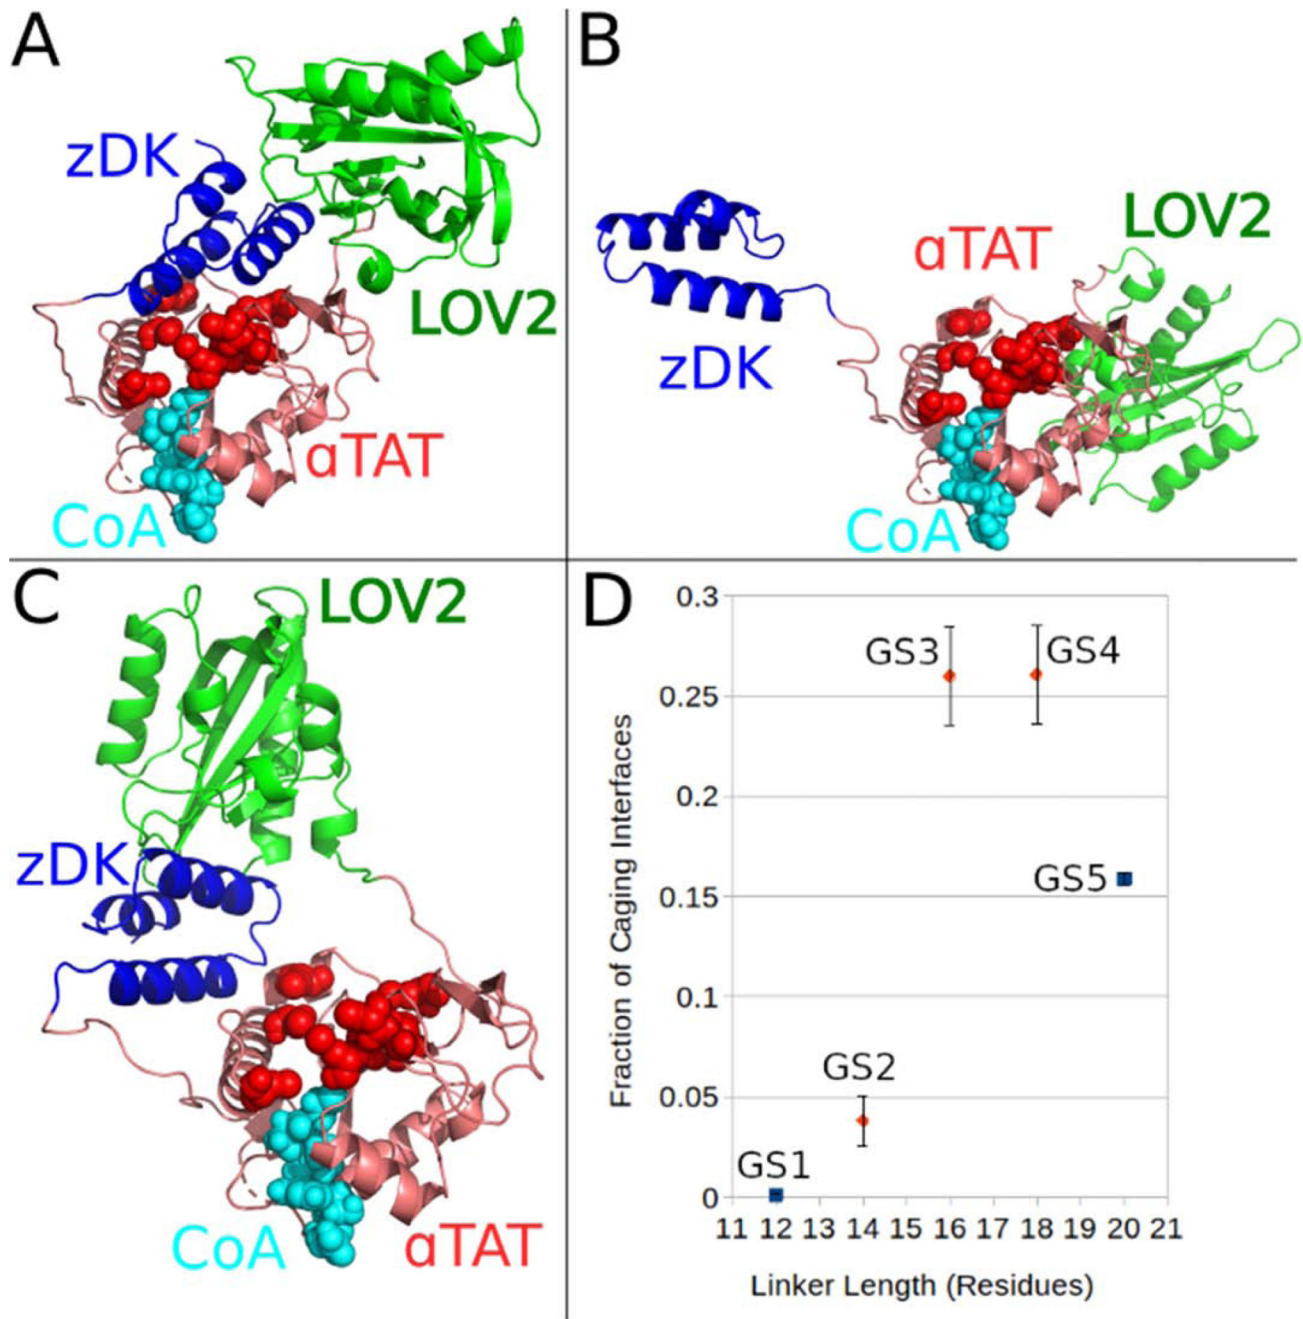 A
zDK
LOV2
αTAT
CoA
B
LOV2
αTAT
zDK
CoA
C
LOV2
zDK
CoA
αTAT
D
0.3
0.25
0.2
0.15
0.1
0.05
0
Fraction of Caging Interfaces
GS3
GS4
GS5
GS2
GS1
11 12 13 14 15 16 17 18 19 20 21
Linker Length (Residues)